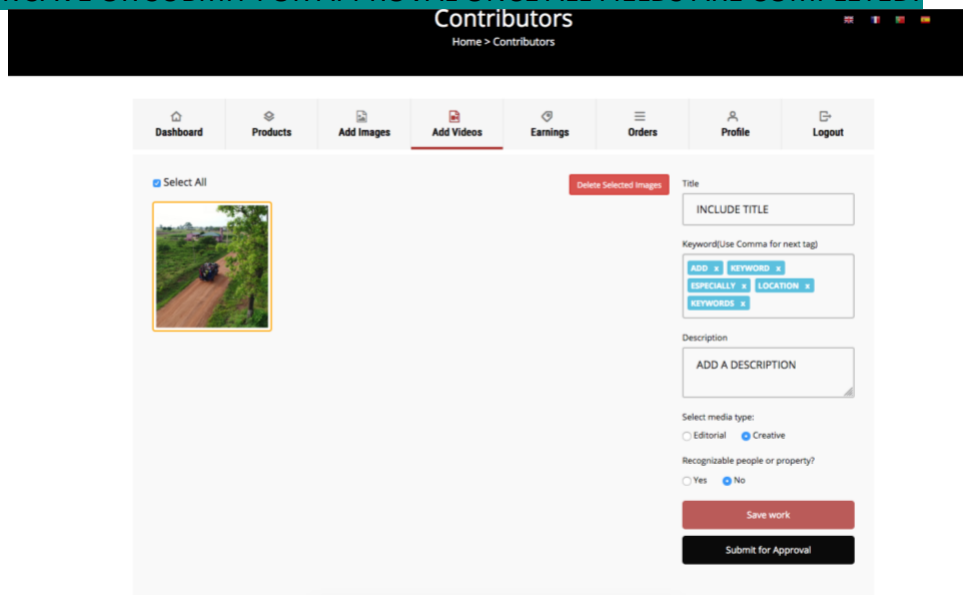 Contributors
Home > Contributors
Dashboard Products Add Images Add Videos Earnings Orders Profile Logout
Select All
Delete Selected Images
Title
INCLUDE TITLE
Keyword(Use Comma for next tag)
ADD x KEYWORD x
ESPECIALLY x LOCATION x
KEYWORDS x
Description
ADD A DESCRIPTION
Select media type:
Editorial Creative
Recognizable people or property?
Yes No
Save work
Submit for Approval